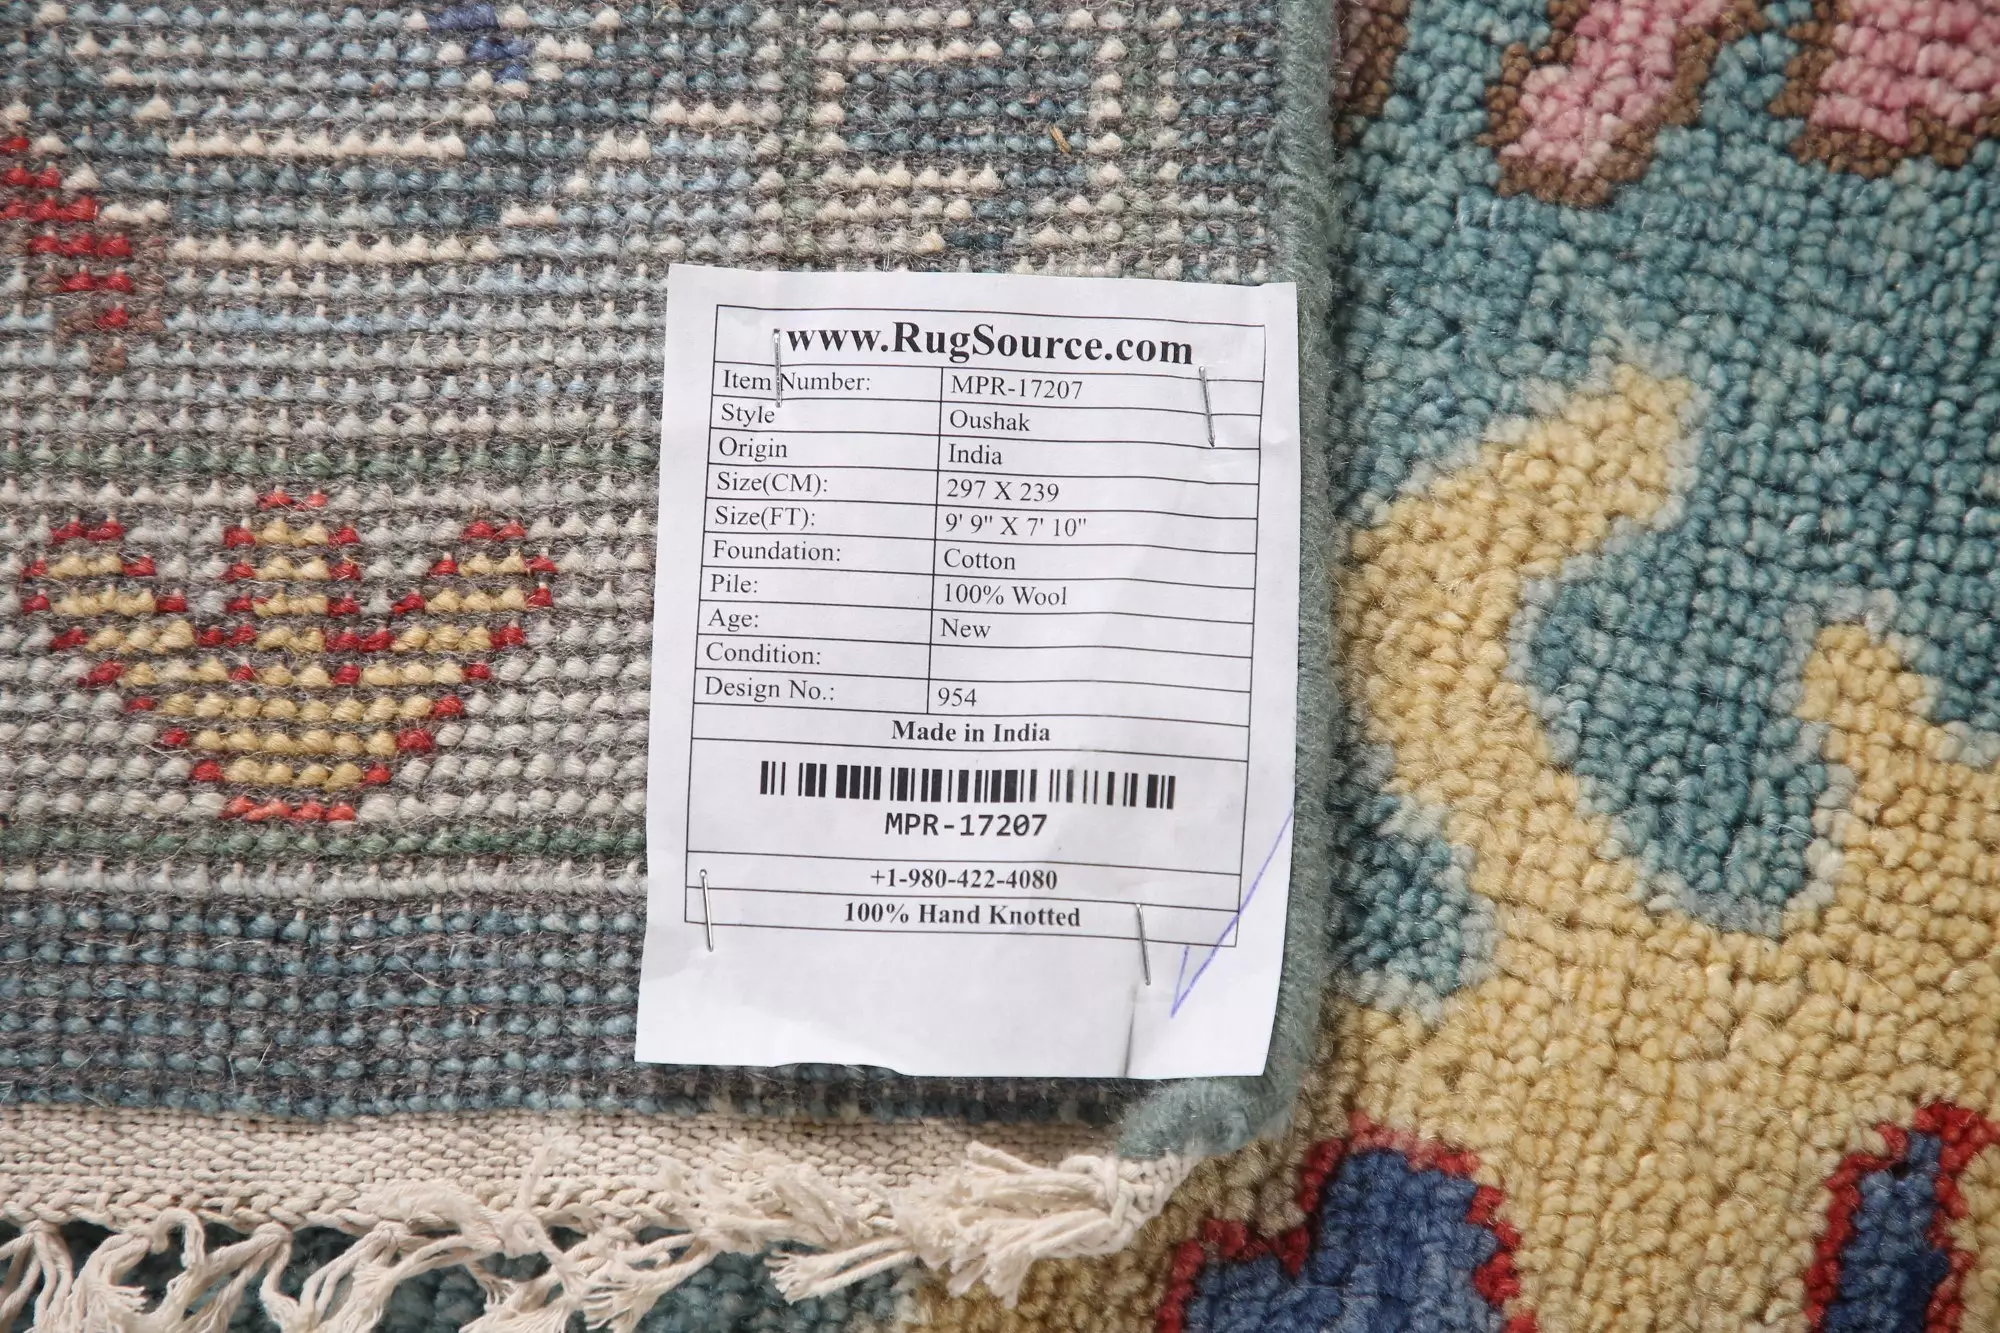 www.RugSource.com
Item Number: MPR-17207
Style Oushak
Origin India
Size(CM): 297 X 239
Size(FT): 9' 9" X 7' 10"
Foundation: Cotton
Pile: 100% Wool
Age: New
Condition:
Design No.: 954
Made in India
MPR-17207
+1-980-422-4080
100% Hand Knotted